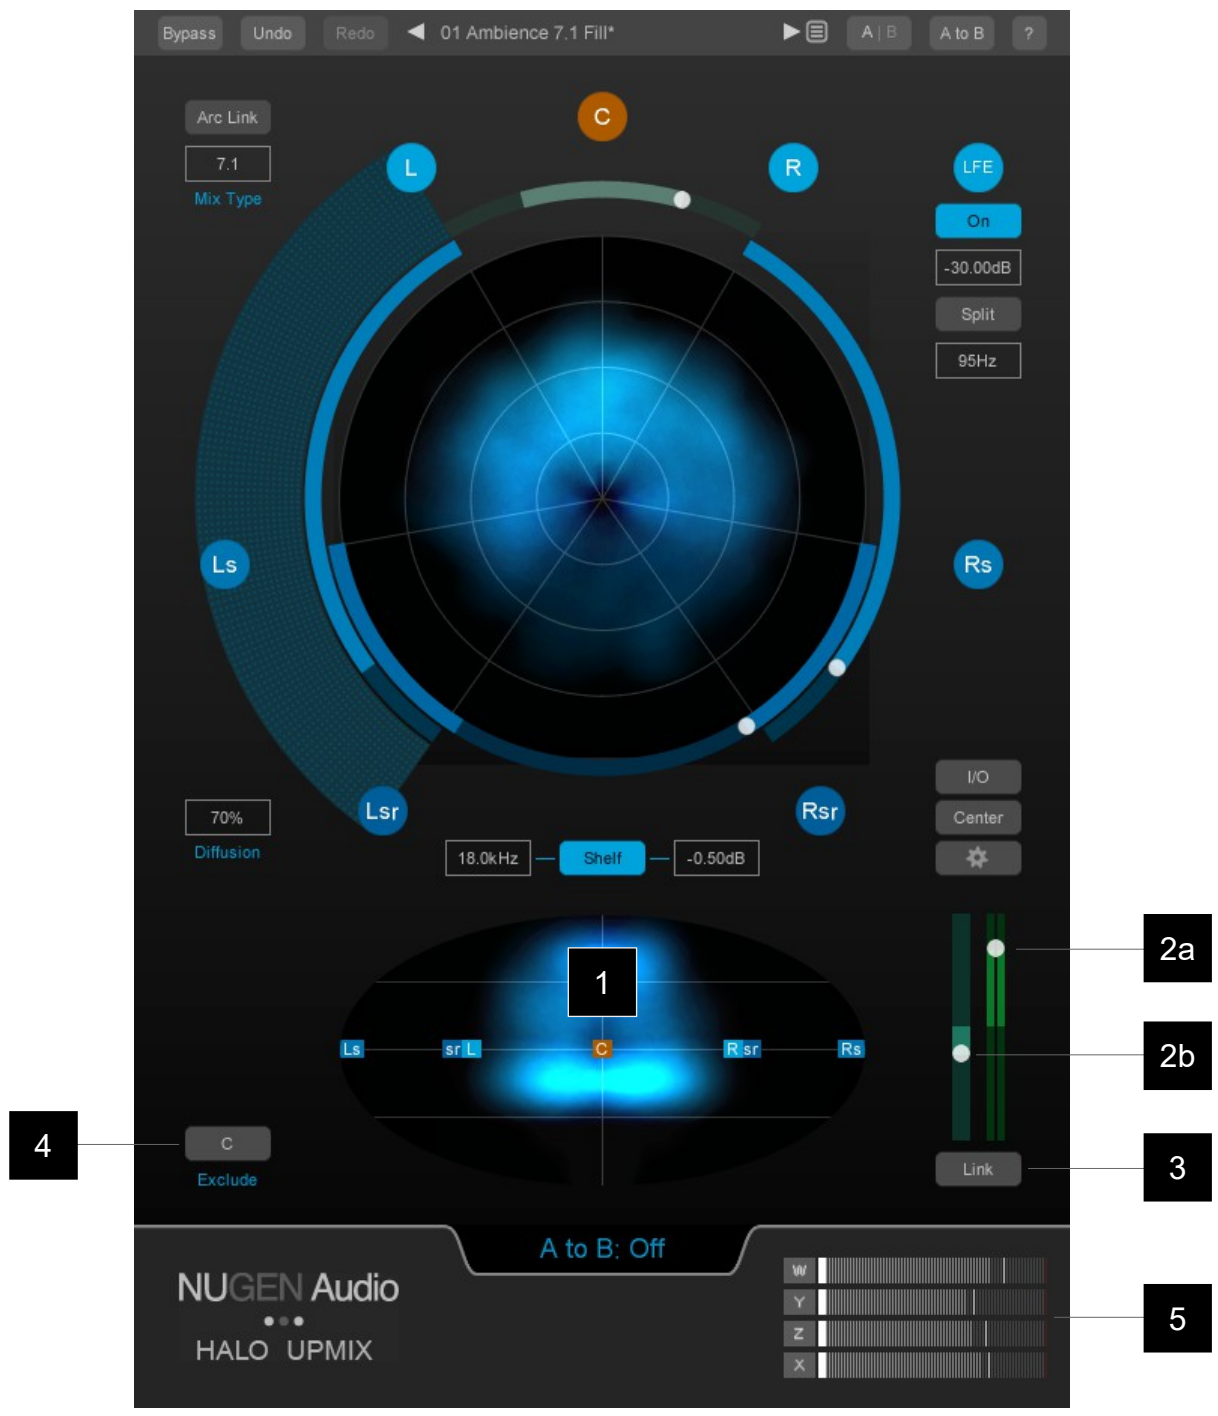 Bypass Undo Redo 01 Ambience 7.1 Fill* A | B A to B ?
Arc Link
7.1
Mix Type
C
L
R
LFE
On
-30.00dB
Split
95Hz
Ls
Rs
Lsr
Rsr
70%
Diffusion
18.0kHz Shelf -0.50dB
I/O
Center
1
2a
2b
Ls sr L C R sr Rs
4
C
Exclude
Link
3
A to B: Off
NUGEN Audio
HALO UPMIX
W
Y
Z
X
5